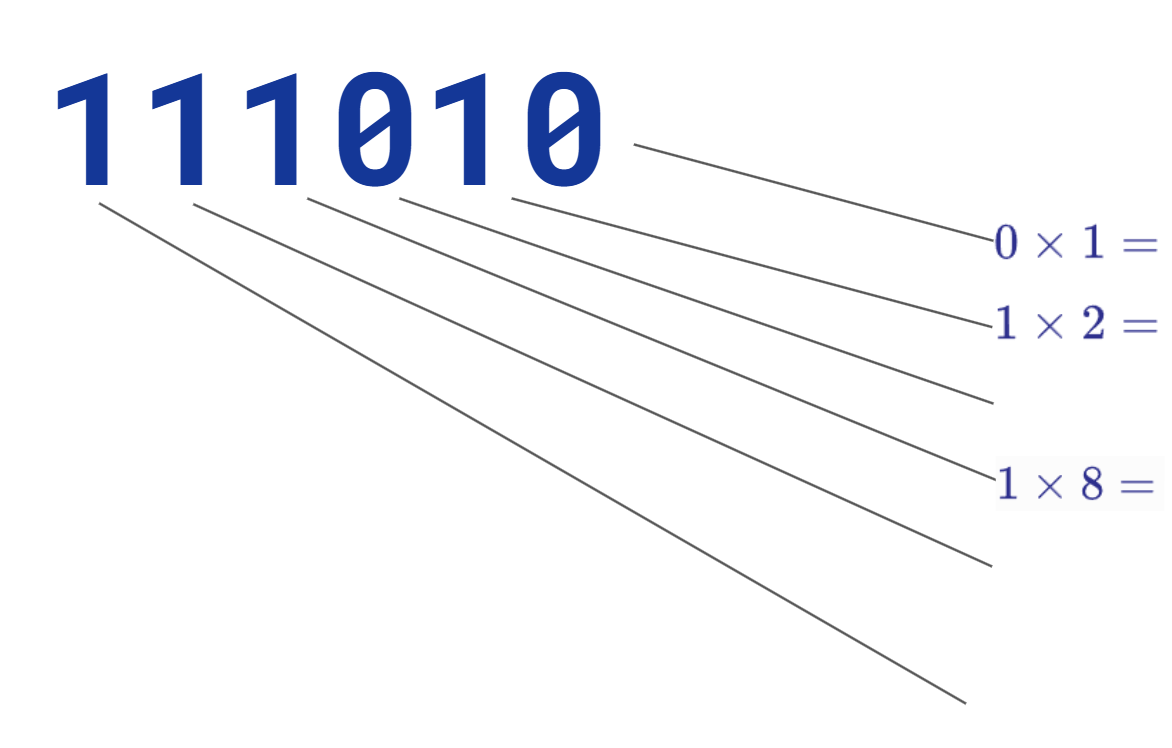 111010
0 × 1 =
1 × 2 =
1 × 8 =